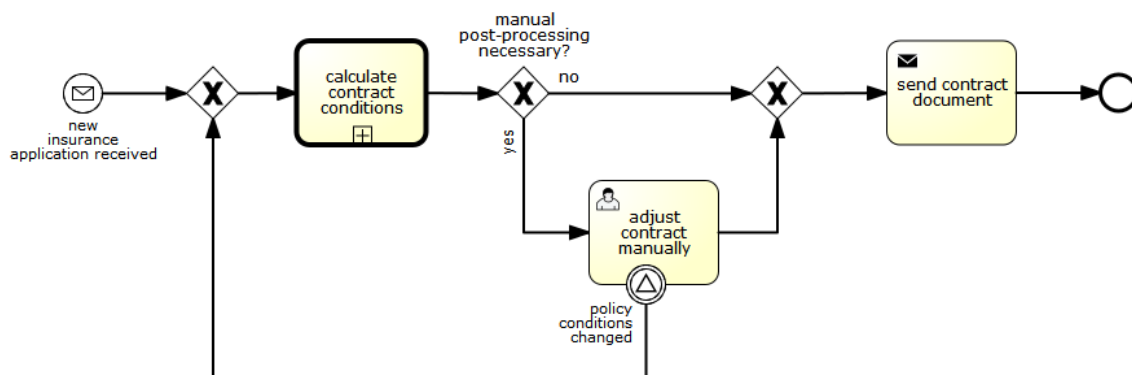 manual
post-processing
necessary?
no
calculate
contract
conditions
send contract
document
new
insurance
application received
yes
adjust
contract
manually
policy
conditions
changed